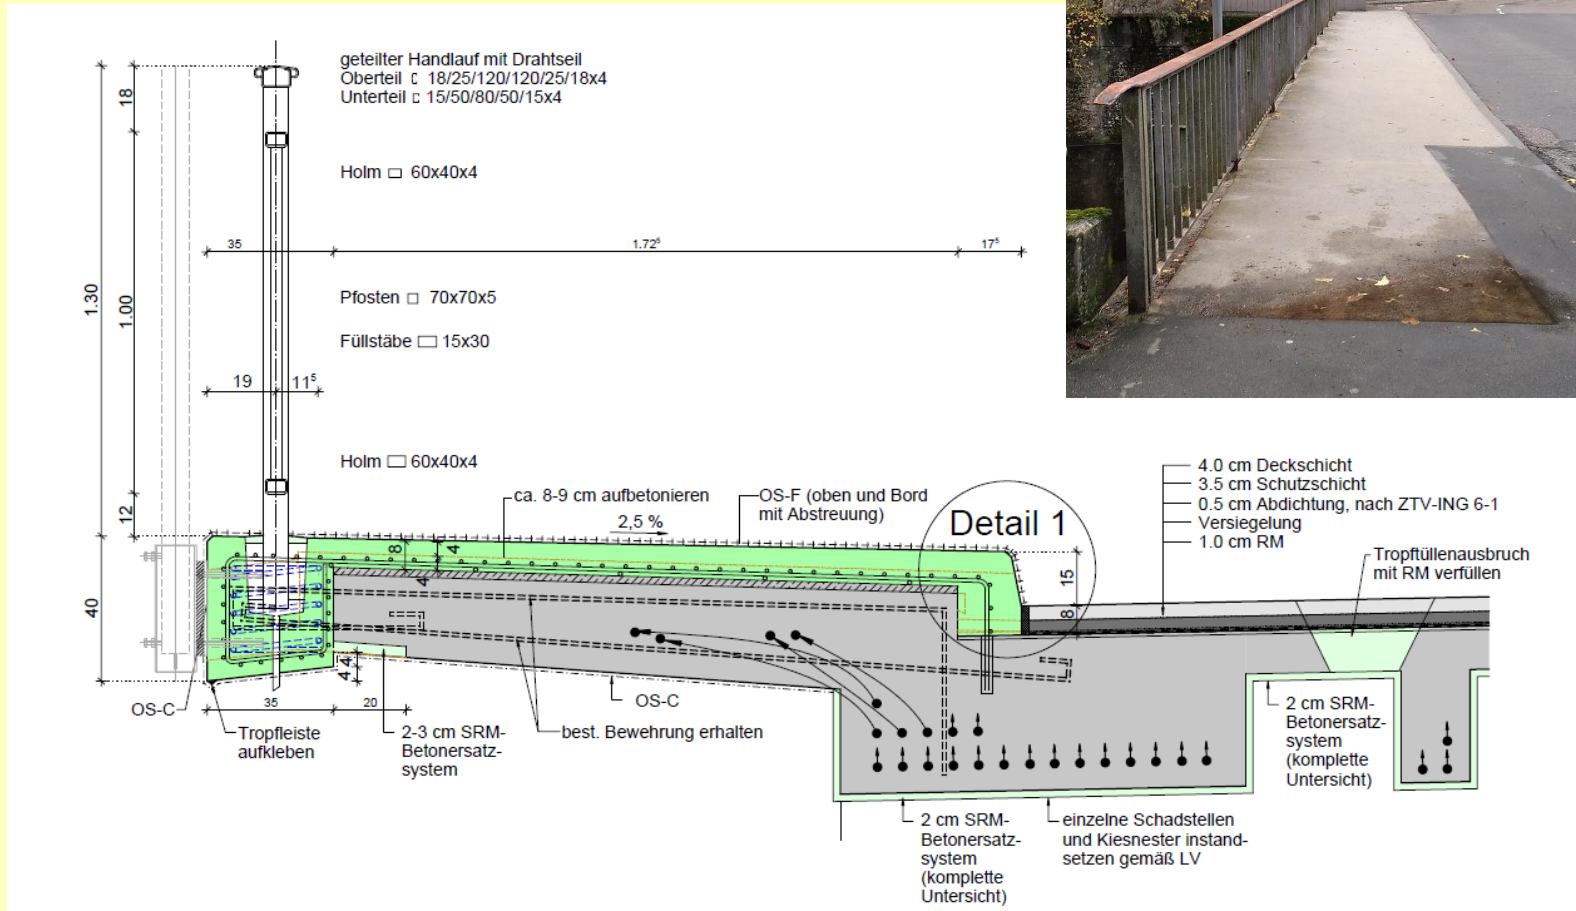 geteilter Handlauf mit Drahtseil
Oberteil 18/25/120/120/25/18x4
Unterteil 15/50/80/50/15x4
18
Holm 60x40x4
35
1.72⁵
17⁵
1.30
1.00
Pfosten 70x70x5
Füllstäbe 15x30
19
11⁵
Holm 60x40x4
12
ca. 8-9 cm aufbetonieren
2,5 %
OS-F (oben und Bord
mit Abstreuung)
Detail 1
4.0 cm Deckschicht
3.5 cm Schutzschicht
0.5 cm Abdichtung, nach ZTV-ING 6-1
Versiegelung
1.0 cm RM
Tropftüllenausbruch
mit RM verfüllen
8
4
4
15
8
40
4
4
35
20
OS-C
Tropfleiste
aufkleben
2-3 cm SRM-
Betonersatz-
system
best. Bewehrung erhalten
OS-C
2 cm SRM-
Betonersatz-
system
(komplette
Untersicht)
einzelne Schadstellen
und Kiesnester instand-
setzen gemäß LV
2 cm SRM-
Betonersatz-
system
(komplette
Untersicht)